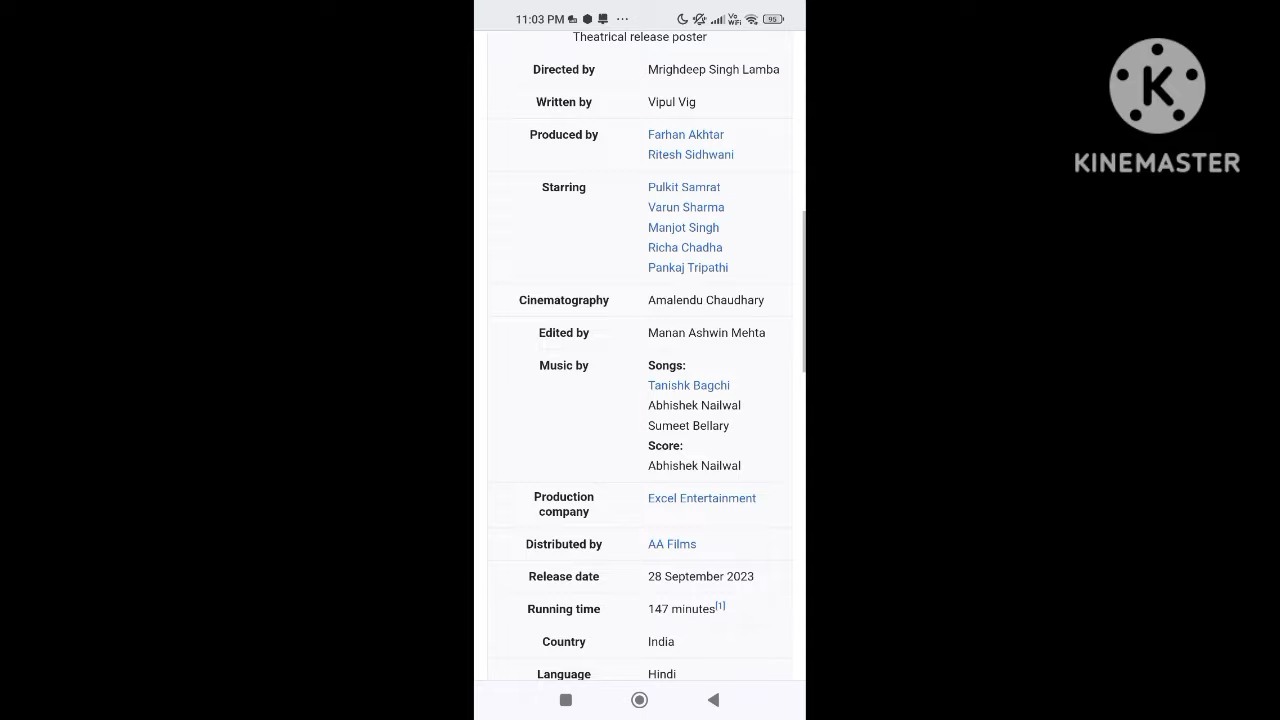 11:03 PM
Vo
WiFi
95
Theatrical release poster
Directed by Mrighdeep Singh Lamba
Written by Vipul Vig
Produced by Farhan Akhtar
Ritesh Sidhwani
Starring Pulkit Samrat
Varun Sharma
Manjot Singh
Richa Chadha
Pankaj Tripathi
Cinematography Amalendu Chaudhary
Edited by Manan Ashwin Mehta
Music by Songs:
Tanishk Bagchi
Abhishek Nailwal
Sumeet Bellary
Score:
Abhishek Nailwal
Production Excel Entertainment
company
Distributed by AA Films
Release date 28 September 2023
Running time 147 minutes[1]
Country India
Language Hindi
K
KINEMASTER